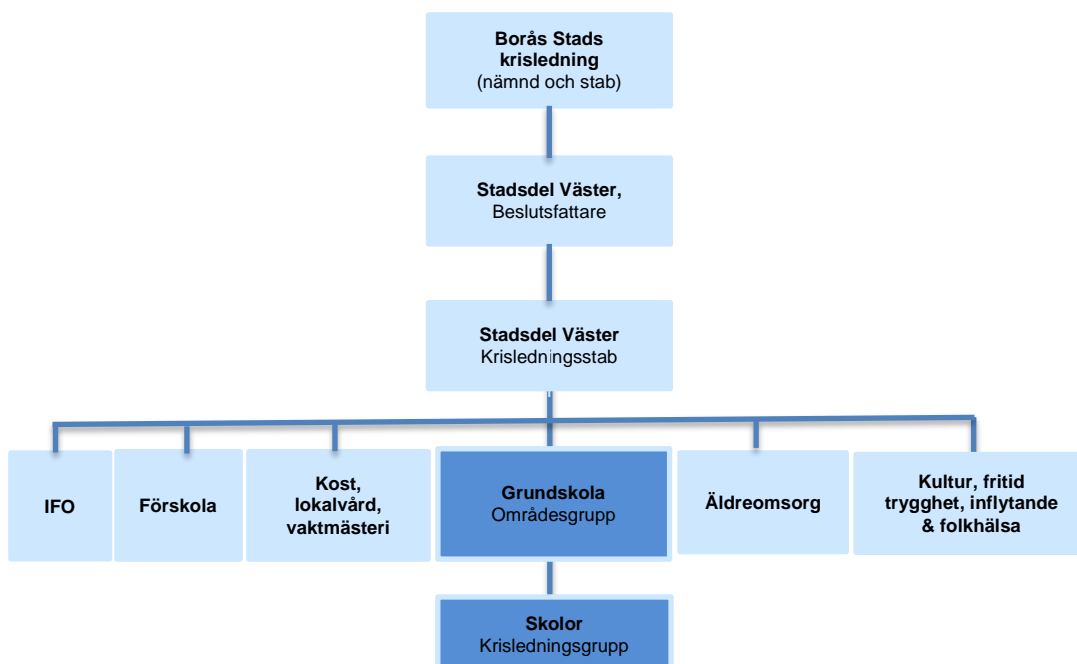 Borås Stads
krisledning
(nämnd och stab)
Stadsdel Väster,
Beslutsfattare
Stadsdel Väster
Krisledningsstab
IFO
Förskola
Kost,
lokalvård,
vaktmästeri
Grundskola
Områdesgrupp
Äldreomsorg
Kultur, fritid
trygghet, inflytande
& folkhälsa
Skolor
Krisledningsgrupp